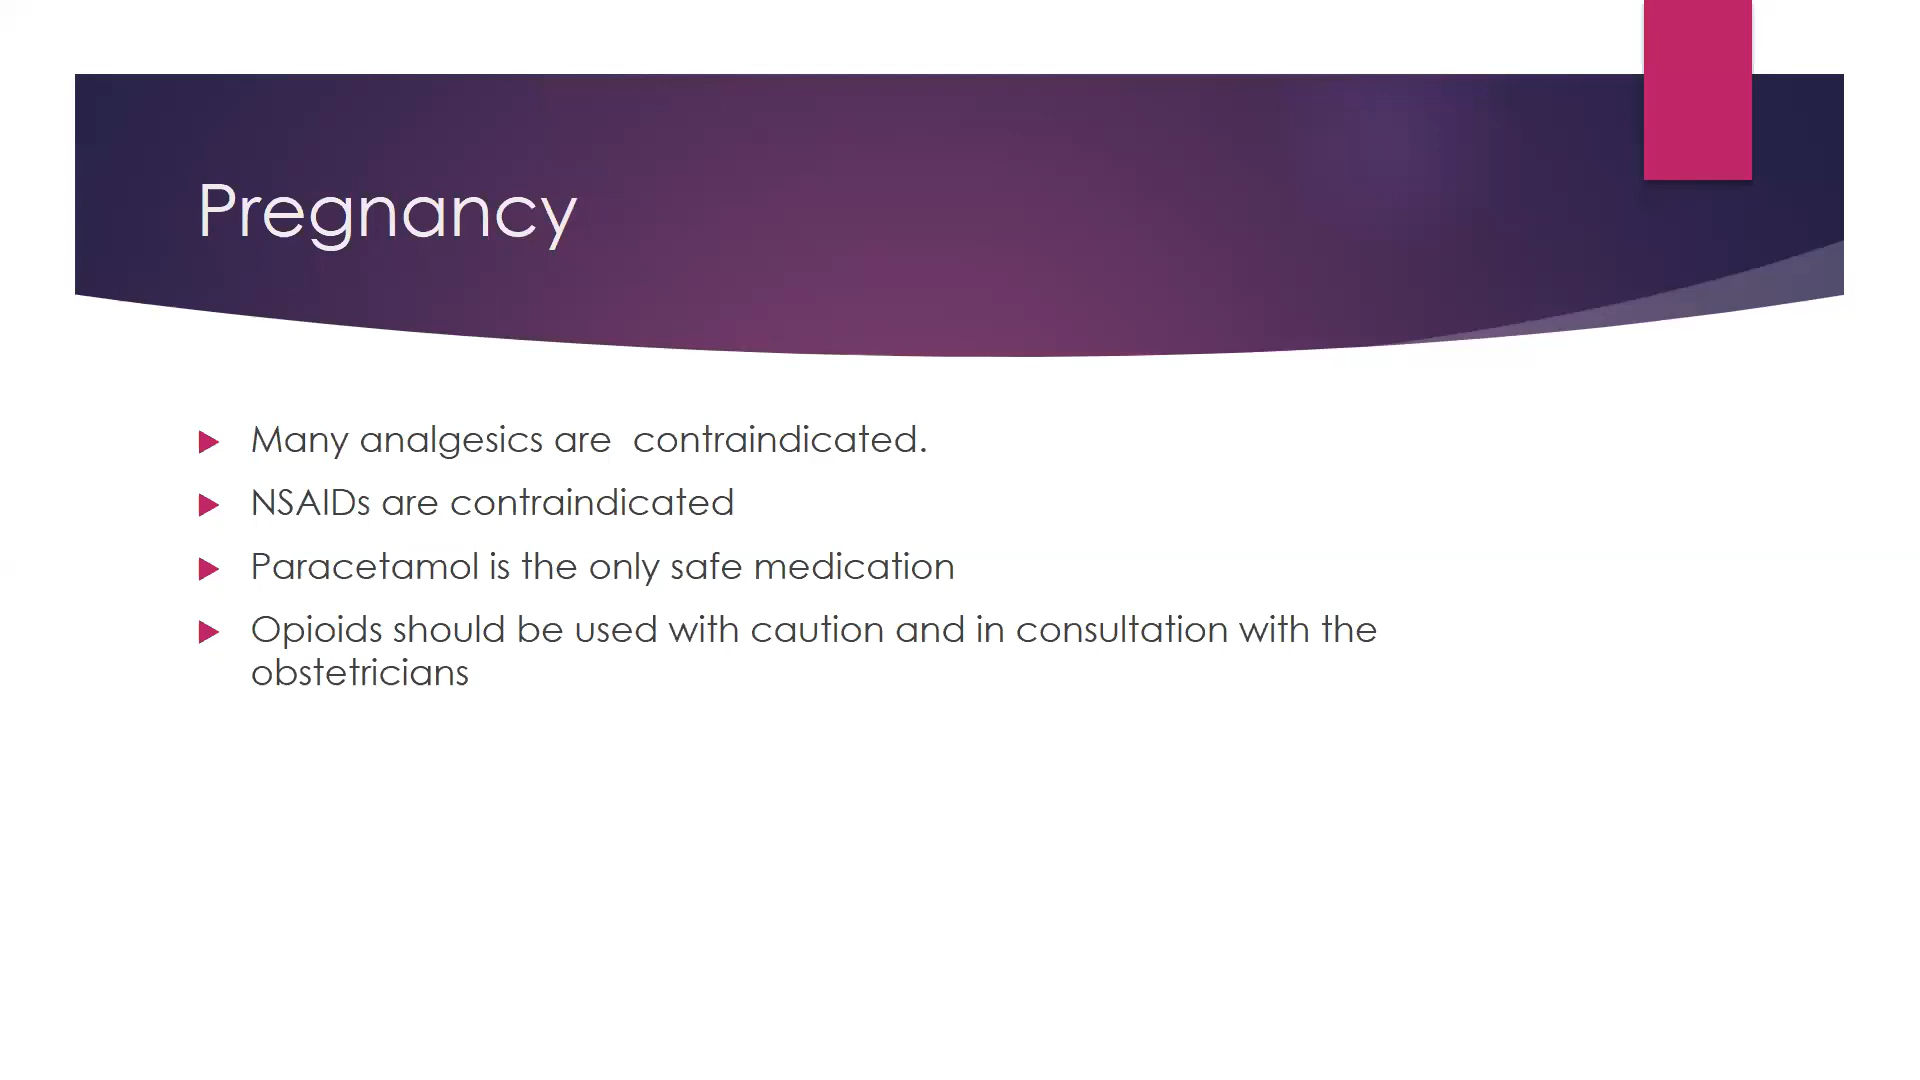 Pregnancy
Many analgesics are  contraindicated.
NSAIDs are contraindicated
Paracetamol is the only safe medication
Opioids should be used with caution and in consultation with the
obstetricians